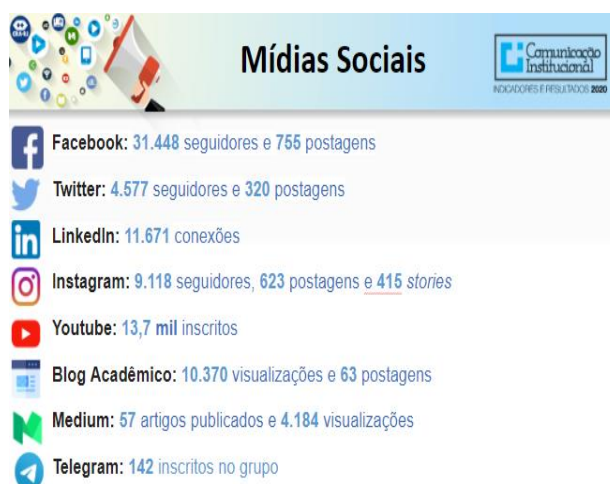 CRA-RJ
Mídias Sociais
Comunicação
Institucional
INDICADORES E RESULTADOS 2020
Facebook: 31.448 seguidores e 755 postagens
Twitter: 4.577 seguidores e 320 postagens
LinkedIn: 11.671 conexões
Instagram: 9.118 seguidores, 623 postagens e 415 stories
Youtube: 13,7 mil inscritos
Blog Acadêmico: 10.370 visualizações e 63 postagens
Medium: 57 artigos publicados e 4.184 visualizações
Telegram: 142 inscritos no grupo